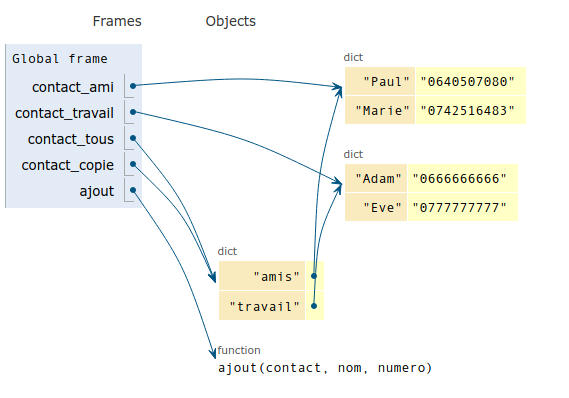 Frames Objects
Global frame
contact_ami
contact_travail
contact_tous
contact_copie
ajout
dict
"Paul" "0640507080"
"Marie" "0742516483"
dict
"Adam" "0666666666"
"Eve" "0777777777"
dict
"amis"
"travail"
function
ajout(contact, nom, numero)